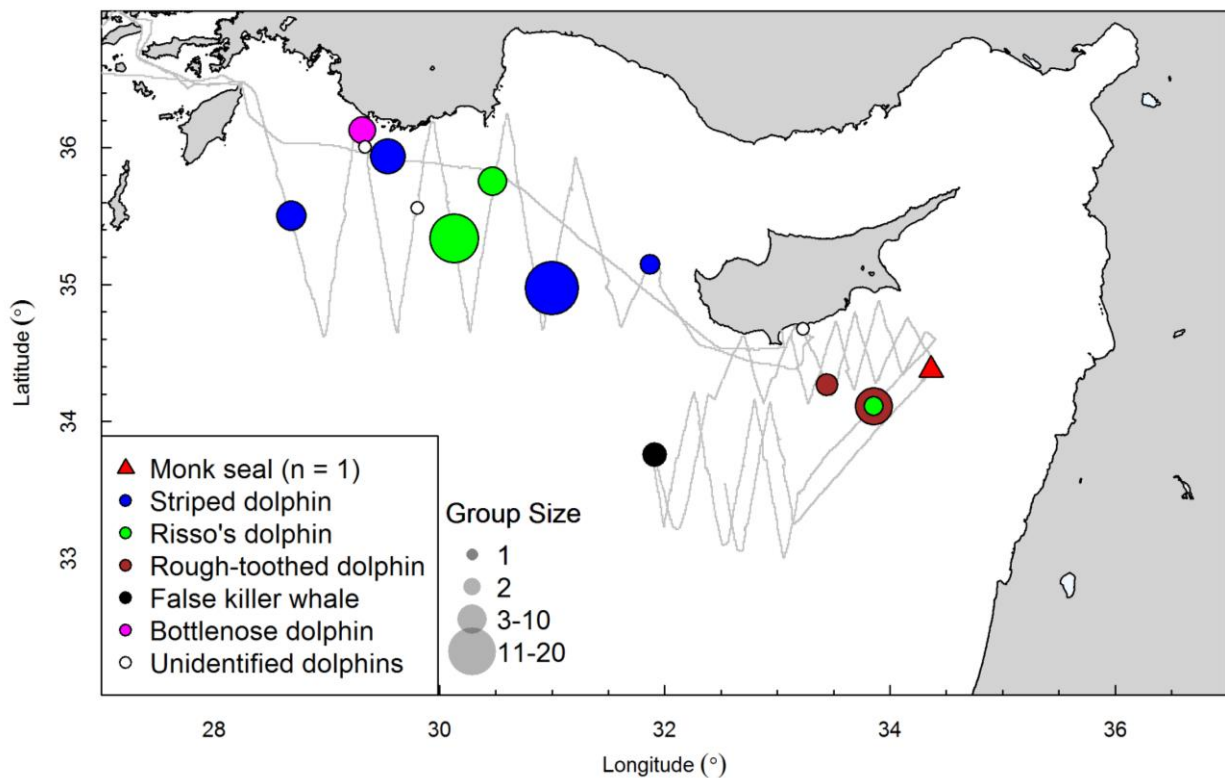 36
35
34
33
Latitude (°)
Monk seal (n = 1)
Striped dolphin
Risso's dolphin
Rough-toothed dolphin
False killer whale
Bottlenose dolphin
Unidentified dolphins
Group Size
1
2
3-10
11-20
28 30 32 33 34 36
Longitude (°)